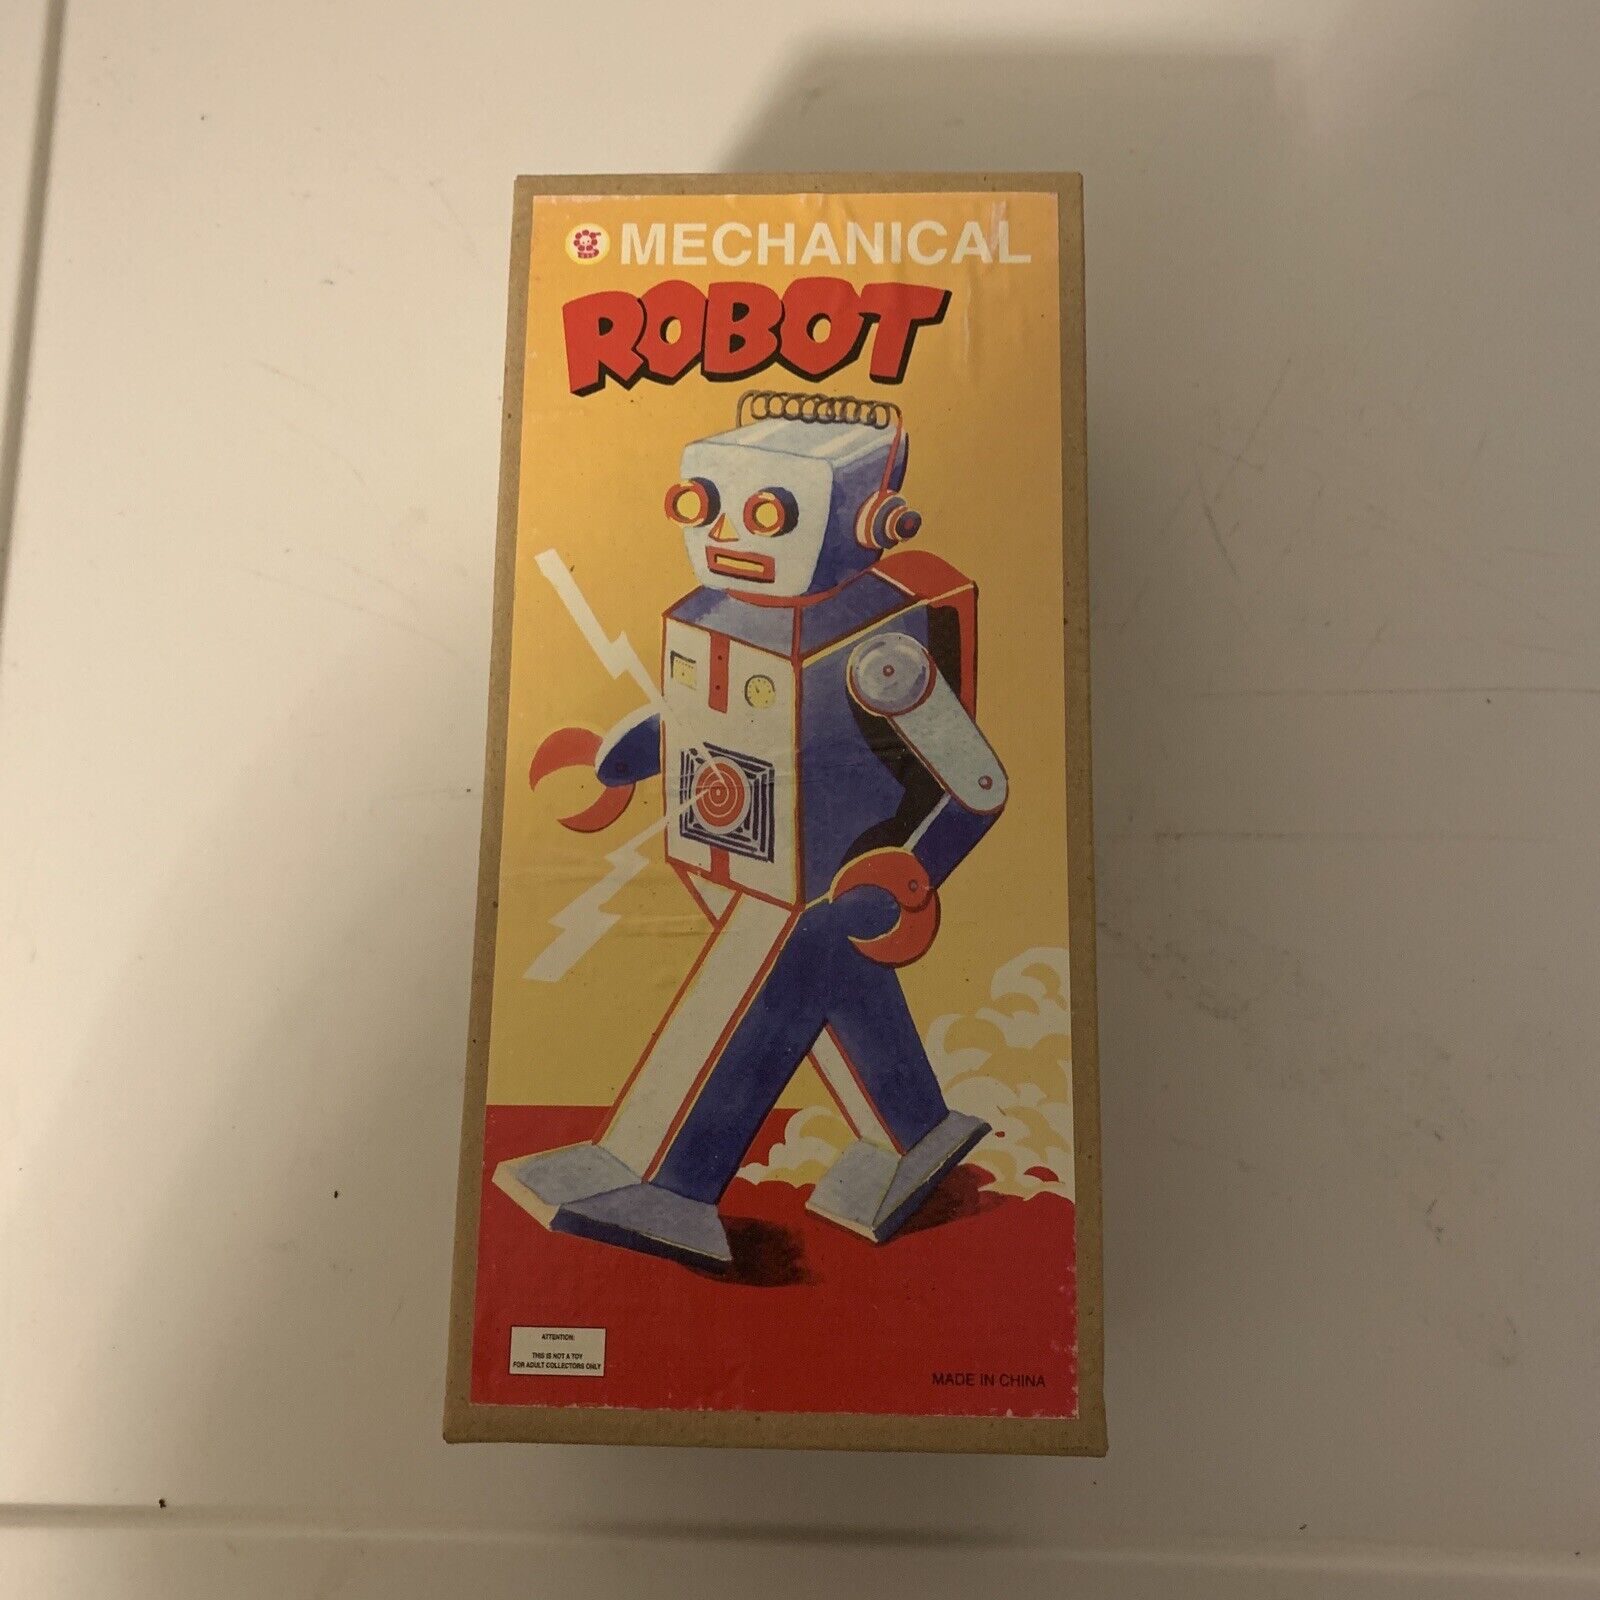 MECHANICAL
ROBOT
ATTENTION:
THIS IS NOT A TOY
FOR ADULT COLLECTORS ONLY
MADE IN CHINA